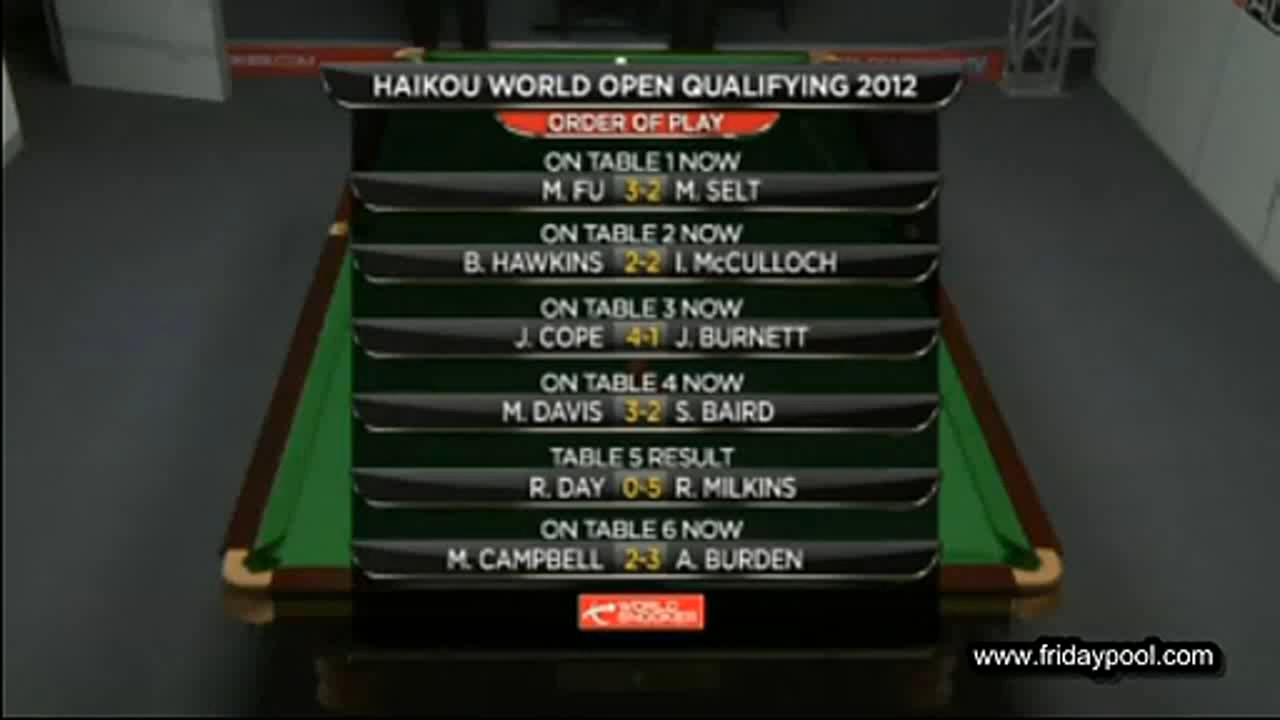 HAIKOU WORLD OPEN QUALIFYING 2012
ORDER OF PLAY
ON TABLE 1 NOW
M. FU 3-2 M. SELT
ON TABLE 2 NOW
B. HAWKINS 2-2 I. McCULLOCH
ON TABLE 3 NOW
J. COPE 4-1 J. BURNETT
ON TABLE 4 NOW
M. DAVIS 3-2 S. BAIRD
TABLE 5 RESULT
R. DAY 0-5 R. MILKINS
ON TABLE 6 NOW
M. CAMPBELL 2-3 A. BURDEN
WORLD
SNOOKER
www.fridaypool.com